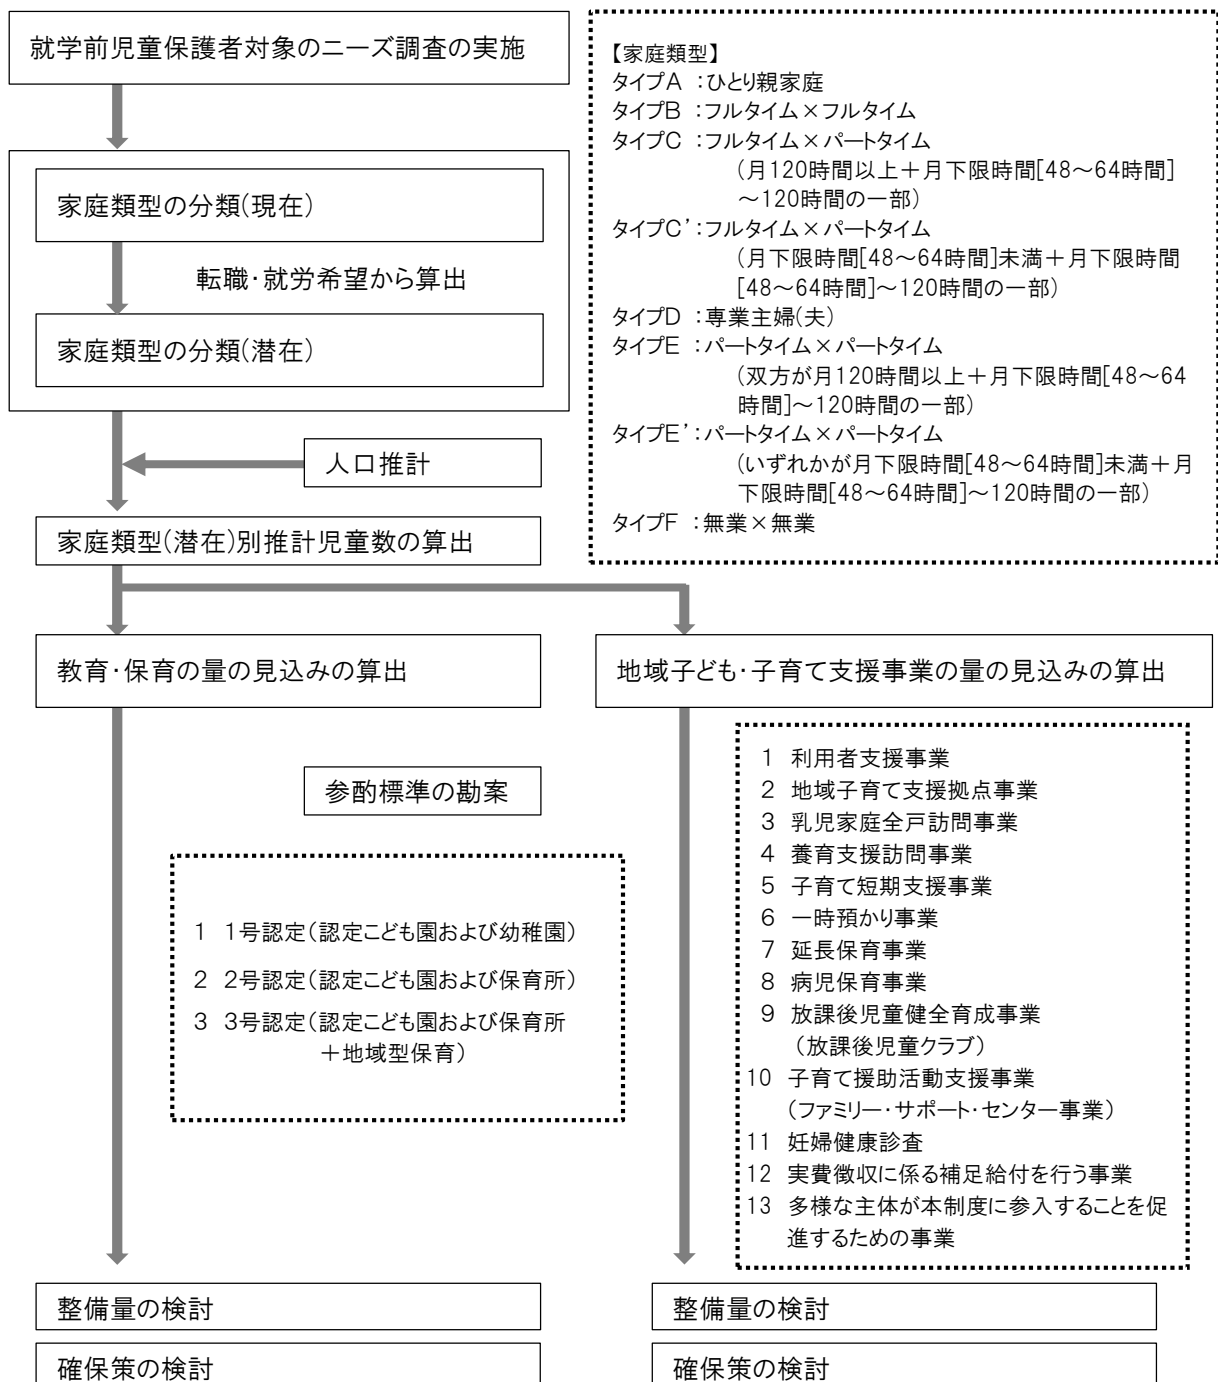 就学前児童保護者対象のニーズ調査の実施
家庭類型の分類(現在)
転職・就労希望から算出
家庭類型の分類(潜在)
人口推計
家庭類型(潜在)別推計児童数の算出
【家庭類型】
タイプA ：ひとり親家庭
タイプB ：フルタイム×フルタイム
タイプC ：フルタイム×パートタイム
（月120時間以上＋月下限時間[48～64時間]
～120時間の一部）
タイプC’：フルタイム×パートタイム
（月下限時間[48～64時間]未満＋月下限時間
[48～64時間]～120時間の一部）
タイプD ：専業主婦(夫)
タイプE ：パートタイム×パートタイム
（双方が月120時間以上＋月下限時間[48～64
時間]～120時間の一部）
タイプE’：パートタイム×パートタイム
(いずれかが月下限時間[48～64時間]未満＋月
下限時間[48～64時間]～120時間の一部）
タイプF ：無業×無業
教育・保育の量の見込みの算出
参酌標準の勘案
1 1号認定（認定こども園および幼稚園）
2 2号認定（認定こども園および保育所）
3 3号認定（認定こども園および保育所
＋地域型保育）
整備量の検討
確保策の検討
地域子ども・子育て支援事業の量の見込みの算出
1 利用者支援事業
2 地域子育て支援拠点事業
3 乳児家庭全戸訪問事業
4 養育支援訪問事業
5 子育て短期支援事業
6 一時預かり事業
7 延長保育事業
8 病児保育事業
9 放課後児童健全育成事業
（放課後児童クラブ）
10 子育て援助活動支援事業
（ファミリー・サポート・センター事業）
11 妊婦健康診査
12 実費徴収に係る補足給付を行う事業
13 多様な主体が本制度に参入することを促
進するための事業
整備量の検討
確保策の検討